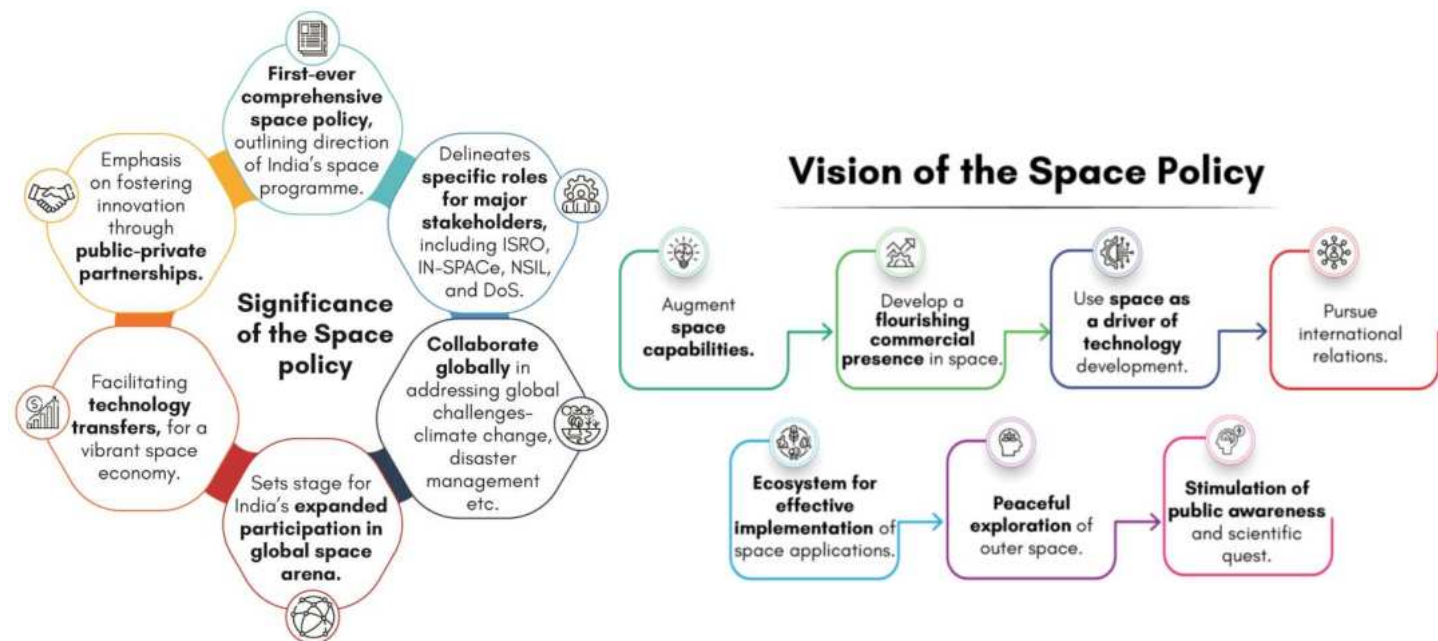 First-ever
comprehensive
space policy,
outlining direction
of India's space
programme.
Delineates
specific roles
for major
stakeholders,
including ISRO,
IN-SPACe, NSIL,
and DoS.
Collaborate
globally in
addressing global
challenges-
climate change,
disaster
management
etc.
Sets stage for
India's expanded
participation in
global space
arena.
Facilitating
technology
transfers, for a
vibrant space
economy.
Emphasis
on fostering
innovation
through
public-private
partnerships.
Significance
of the Space
policy
Vision of the Space Policy
Augment
space
capabilities.
Develop a
flourishing
commercial
presence in space.
Use space as
a driver of
technology
development.
Pursue
international
relations.
Ecosystem for
effective
implementation of
space applications.
Peaceful
exploration of
outer space.
Stimulation of
public awareness
and scientific
quest.